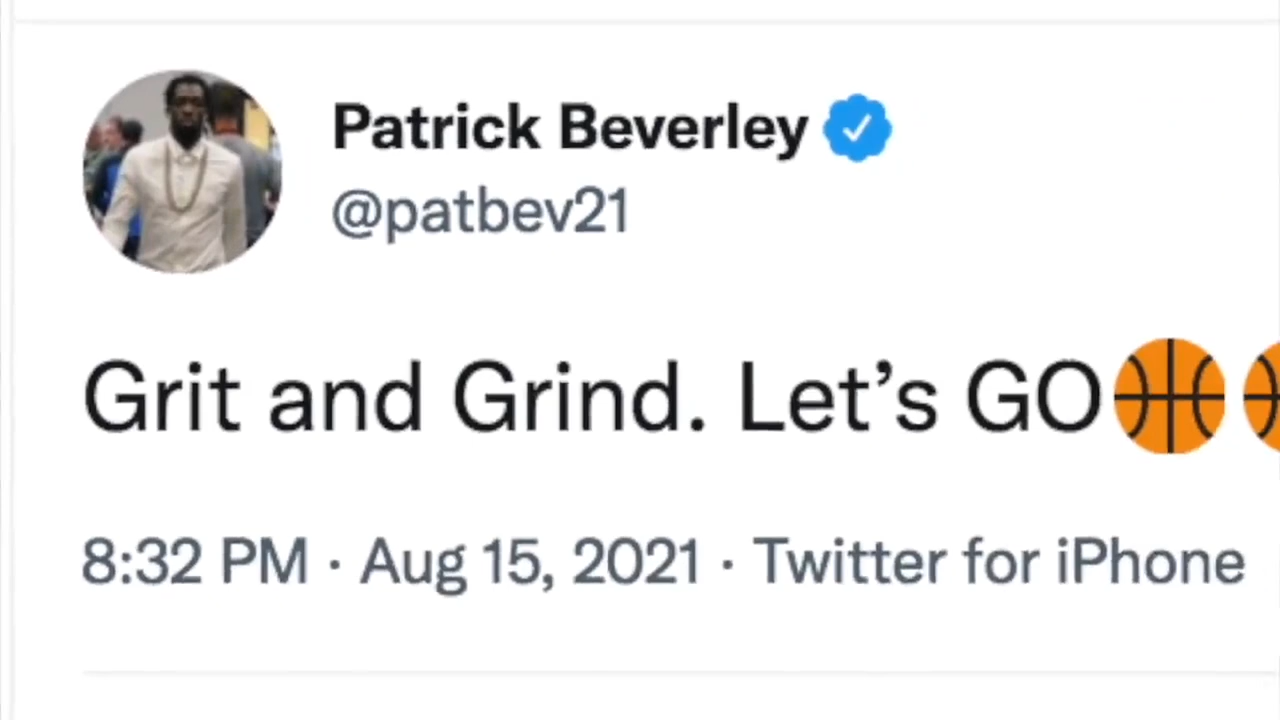 Patrick Beverley
@patbev21
Grit and Grind. Let’s GO🏀🏀
8:32 PM · Aug 15, 2021 · Twitter for iPhone